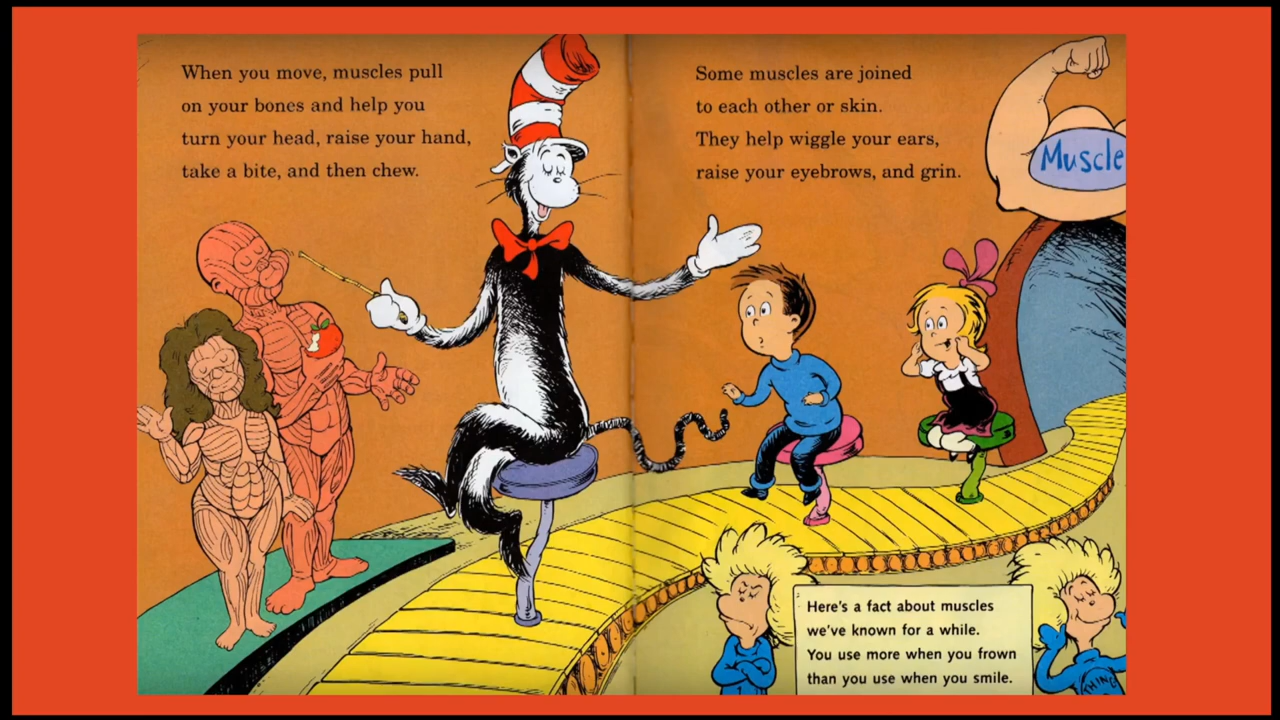 When you move, muscles pull
on your bones and help you
turn your head, raise your hand,
take a bite, and then chew.
Some muscles are joined
to each other or skin.
They help wiggle your ears,
raise your eyebrows, and grin.
Muscle
Here's a fact about muscles
we've known for a while.
You use more when you frown
than you use when you smile.
1
THING